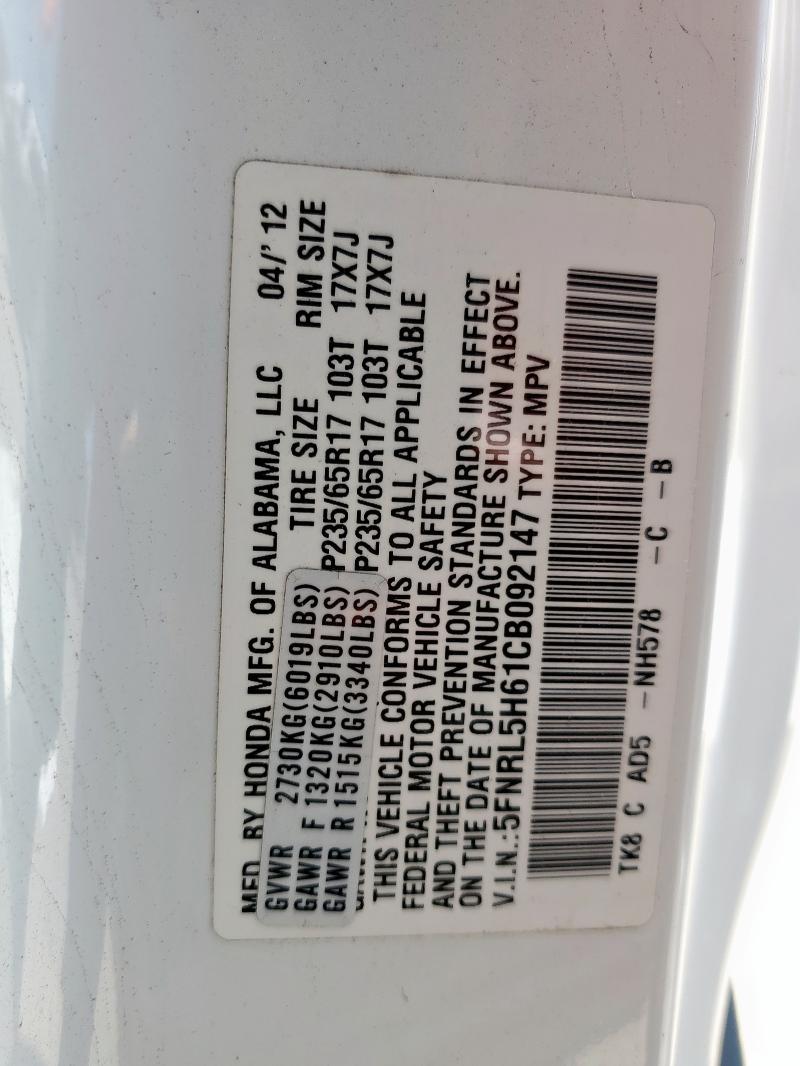 MFD. BY HONDA MFG. OF ALABAMA, LLC 04/' 12
TIRE SIZE RIM SIZE
GVWR 2730KG(6019LBS)
GAWR F 1320KG(2910LBS) P235/65R17 103T 17X7J
GAWR R 1515KG(3340LBS) P235/65R17 103T 17X7J
THIS VEHICLE CONFORMS TO ALL APPLICABLE
FEDERAL MOTOR VEHICLE SAFETY
AND THEFT PREVENTION STANDARDS IN EFFECT
ON THE DATE OF MANUFACTURE SHOWN ABOVE.
V.I.N.:5FNRL5H61CB092147 TYPE: MPV
TK8 C AD5 -NH578 -C -B